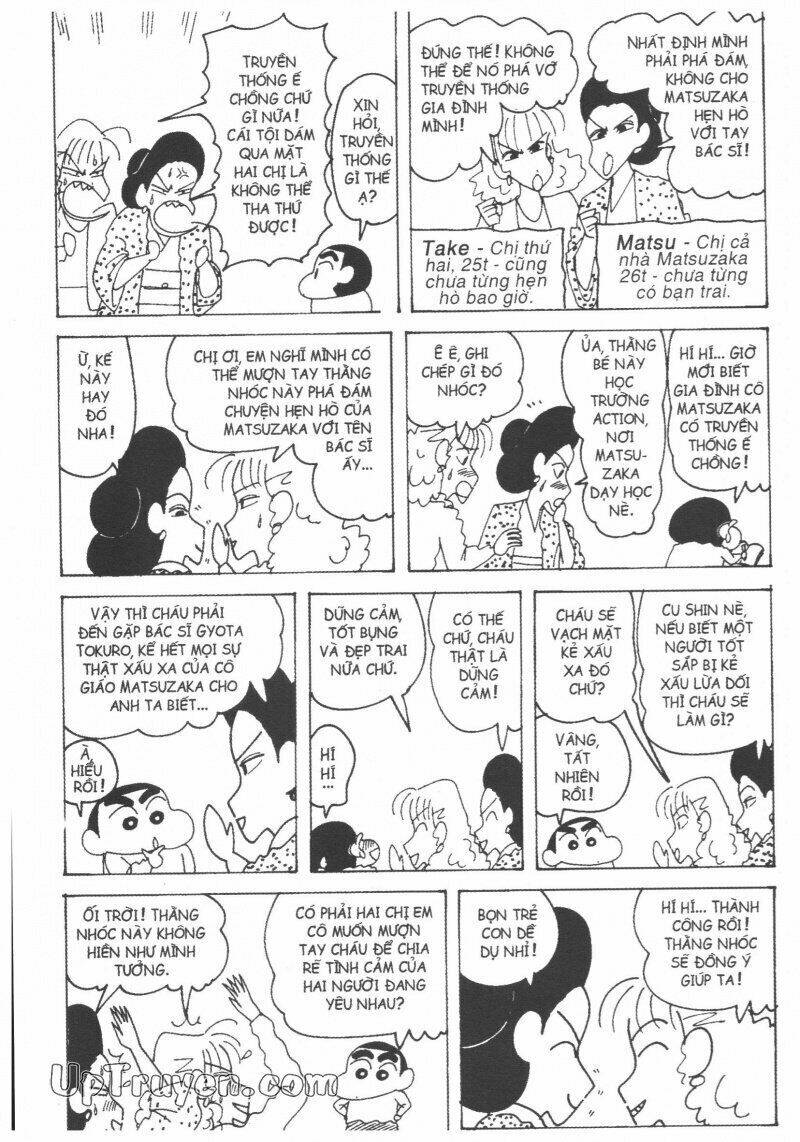 NHẤT ĐỊNH MÌNH
PHẢI PHÁ ĐÁM,
KHÔNG CHO
MATSUZAKA
HẸN HÒ
VỚI TAY
BÁC SĨ!
ĐÚNG THẾ! KHÔNG
THỂ ĐỂ NÓ PHÁ VỠ
TRUYỀN THỐNG
GIA ĐÌNH
MÌNH!
Matsu - Chị cả
nhà Matsuzaka
26t - chưa từng
có bạn trai.
Take - Chị thứ
hai, 25t - cũng
chưa từng hẹn
hò bao giờ.
XIN
HỎI,
TRUYỀN
THỐNG
GÌ THẾ
Ạ?
TRUYỀN
THỐNG Ế
CHỒNG CHỨ
GÌ NỮA!
CÁI TỘI DÁM
QUA MẶT
HAI CHỊ LÀ
KHÔNG THỂ
THA THỨ
ĐƯỢC!
HÍ HÍ... GIỜ
MỚI BIẾT
GIA ĐÌNH CÔ
MATSUZAKA
CÓ TRUYỀN
THỐNG Ế
CHỒNG!
ỦA, THẰNG
BÉ NÀY
HỌC
TRƯỜNG
ACTION,
NƠI
MATSU-
ZAKA
DẠY HỌC
NÈ.
Ê Ê, GHI
CHÉP GÌ ĐÓ
NHÓC?
CHỊ ƠI, EM NGHĨ MÌNH CÓ
THỂ MƯỢN TAY THẰNG
NHÓC NÀY PHÁ ĐÁM
CHUYỆN HẸN HÒ CỦA
MATSUZAKA VỚI TÊN
BÁC SĨ
ẤY...
Ừ, KẾ
NÀY
HAY
ĐÓ
NHA!
CU SHIN NÈ,
NẾU BIẾT MỘT
NGƯỜI TỐT
SẮP BỊ KẺ
XẤU LỪA DỐI
THÌ CHÁU SẼ
LÀM GÌ?
CHÁU SẼ
VẠCH MẶT
KẺ XẤU
XA ĐÓ
CHỨ?
VÂNG,
TẤT
NHIÊN
RỒI!
CÓ THẾ
CHỨ, CHÁU
THẬT LÀ
DŨNG
CẢM!
DŨNG CẢM,
TỐT BỤNG
VÀ ĐẸP TRAI
NỮA CHỨ.
HÍ
HÍ
...
VẬY THÌ CHÁU PHẢI
ĐẾN GẶP BÁC SĨ GYOTA
TOKURO, KỂ HẾT MỌI SỰ
THẬT XẤU XA CỦA CÔ
GIÁO MATSUZAKA CHO
ANH TA BIẾT...
À,
HIỂU
RỒI!
HÍ HÍ... THÀNH
CÔNG RỒI!
THẰNG NHÓC
SẼ ĐỒNG Ý
GIÚP TA!
BỌN TRẺ
CON DỄ
DỤ NHỈ!
CÓ PHẢI HAI CHỊ EM
CÔ MUỐN MƯỢN
TAY CHÁU ĐỂ CHIA
RẼ TÌNH CẢM CỦA
HAI NGƯỜI ĐANG
YÊU NHAU?
ỐI TRỜI! THẰNG
NHÓC NÀY KHÔNG
HIỀN NHƯ MÌNH
TƯỞNG.
UpTruyen.com